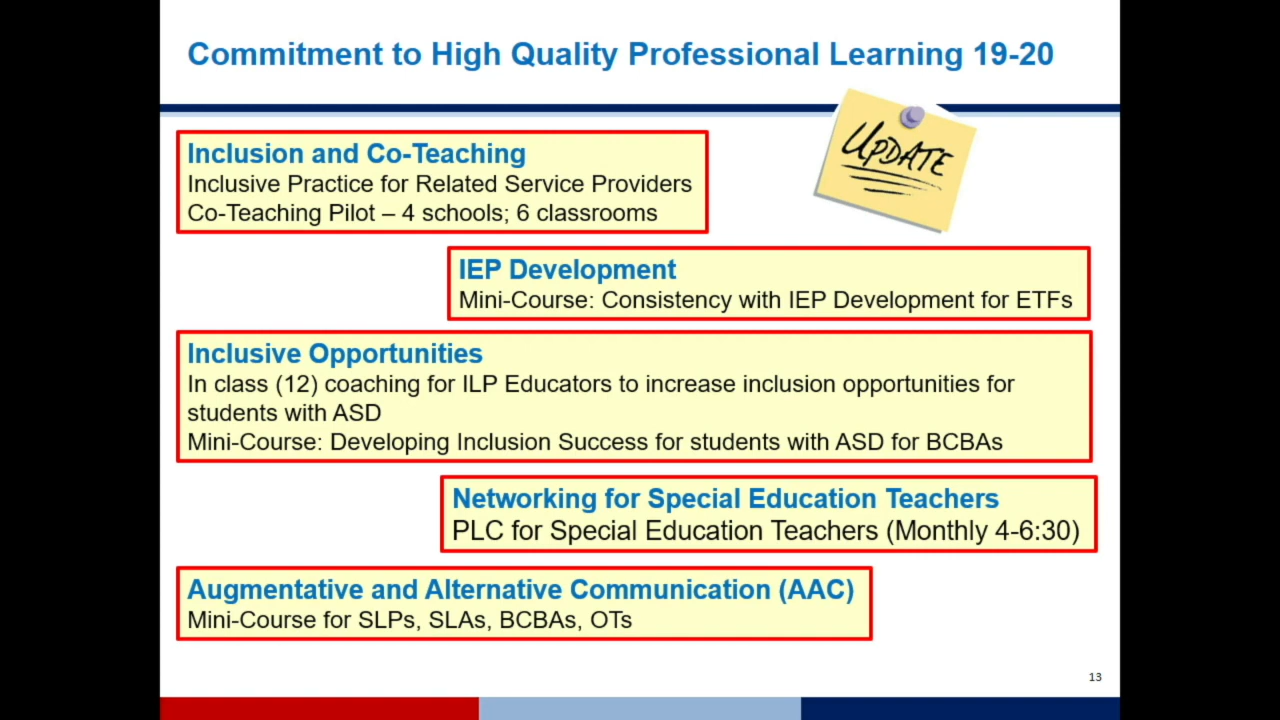 Commitment to High Quality Professional Learning 19-20
UPDATE
Inclusion and Co-Teaching
Inclusive Practice for Related Service Providers
Co-Teaching Pilot – 4 schools; 6 classrooms
IEP Development
Mini-Course: Consistency with IEP Development for ETFs
Inclusive Opportunities
In class (12) coaching for ILP Educators to increase inclusion opportunities for
students with ASD
Mini-Course: Developing Inclusion Success for students with ASD for BCBAs
Networking for Special Education Teachers
PLC for Special Education Teachers (Monthly 4-6:30)
Augmentative and Alternative Communication (AAC)
Mini-Course for SLPs, SLAs, BCBAs, OTs
13